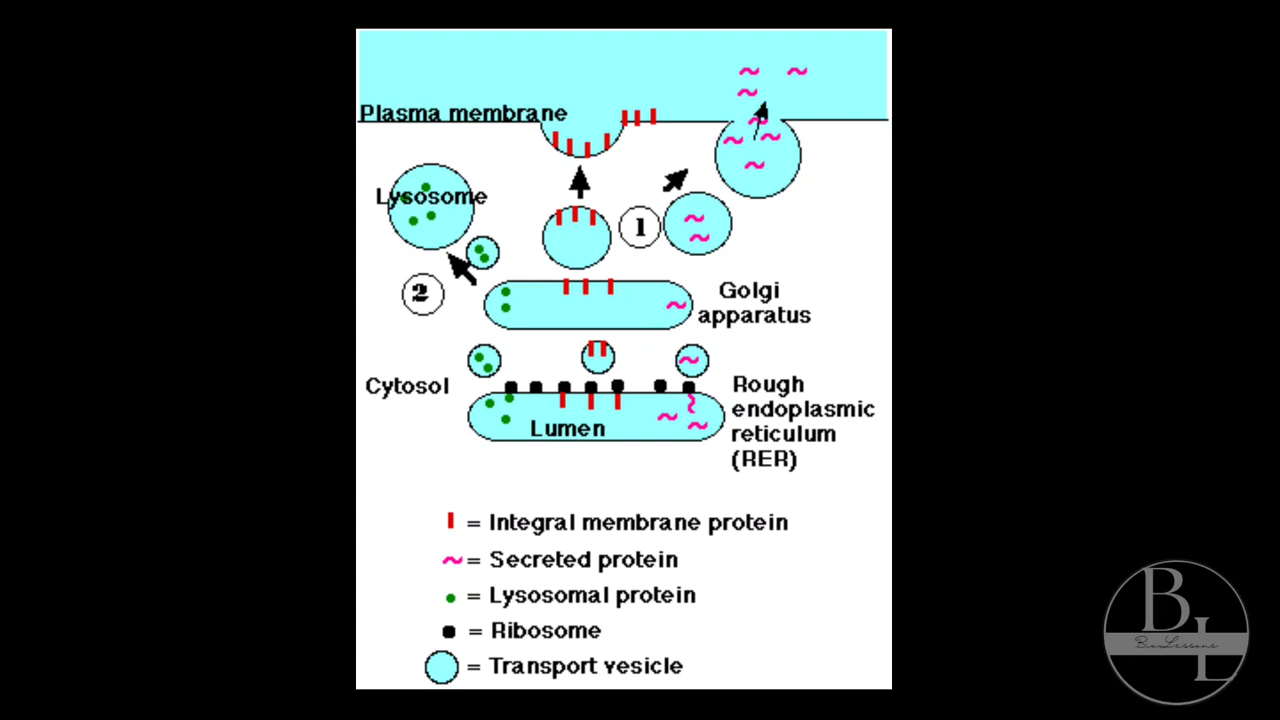 Plasma membrane
Lysosome
1
2
Golgi
apparatus
Cytosol
Rough
endoplasmic
reticulum
(RER)
Lumen
= Integral membrane protein
~ = Secreted protein
= Lysosomal protein
= Ribosome
= Transport vesicle
B
BioLessons
L